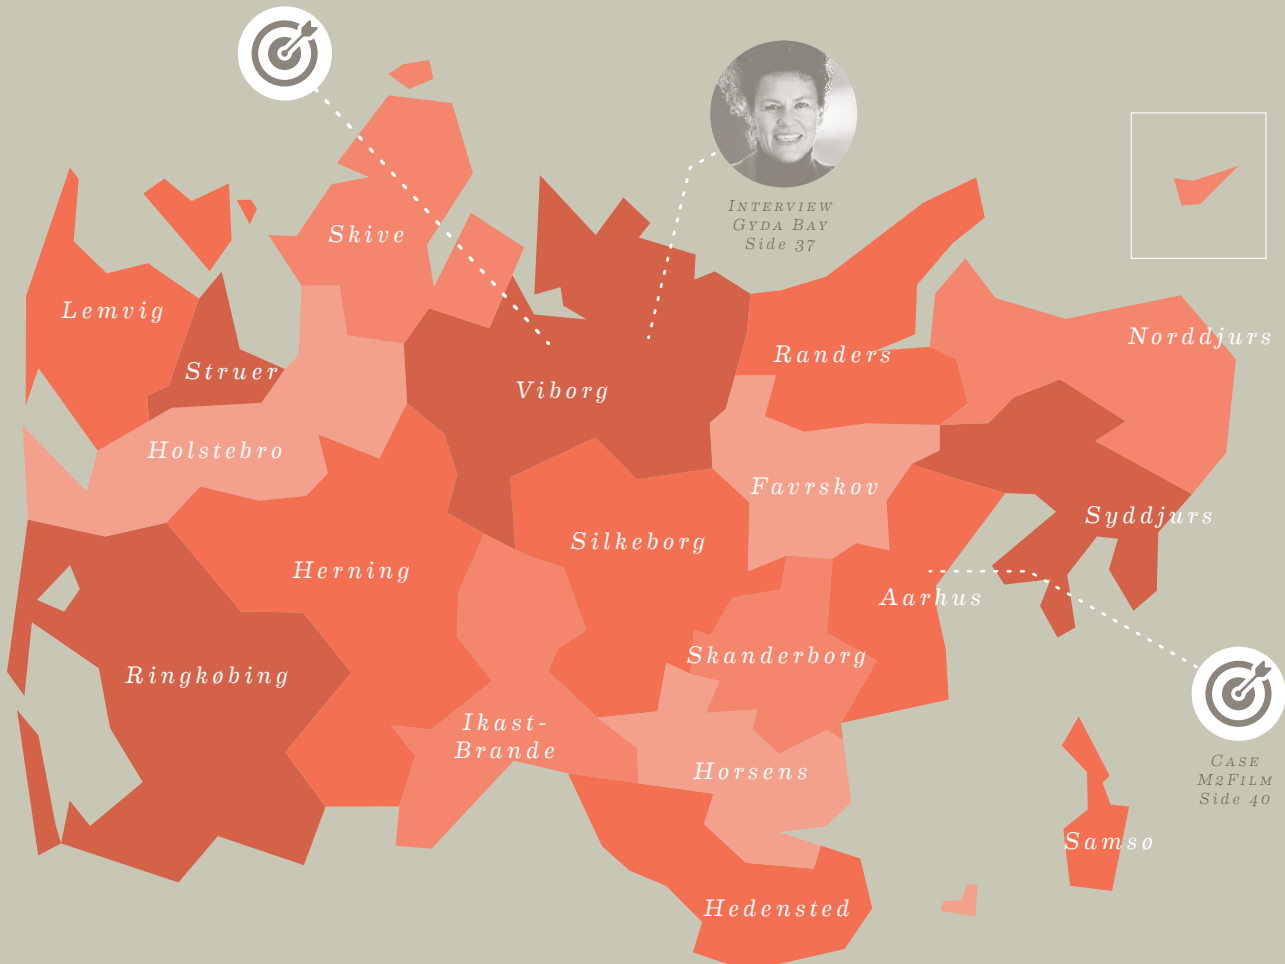 Interview
Gyda Bay
Side 37
Skive
Lemvig
Norddjurs
Randers
Struer
Viborg
Holstebro
Favrskov
Syddjurs
Silkeborg
Herning
Aarhus
Skanderborg
Ringkøbing
Ikast-
Brande
Horsens
Case
M2Film
Side 40
Samsø
Hedensted